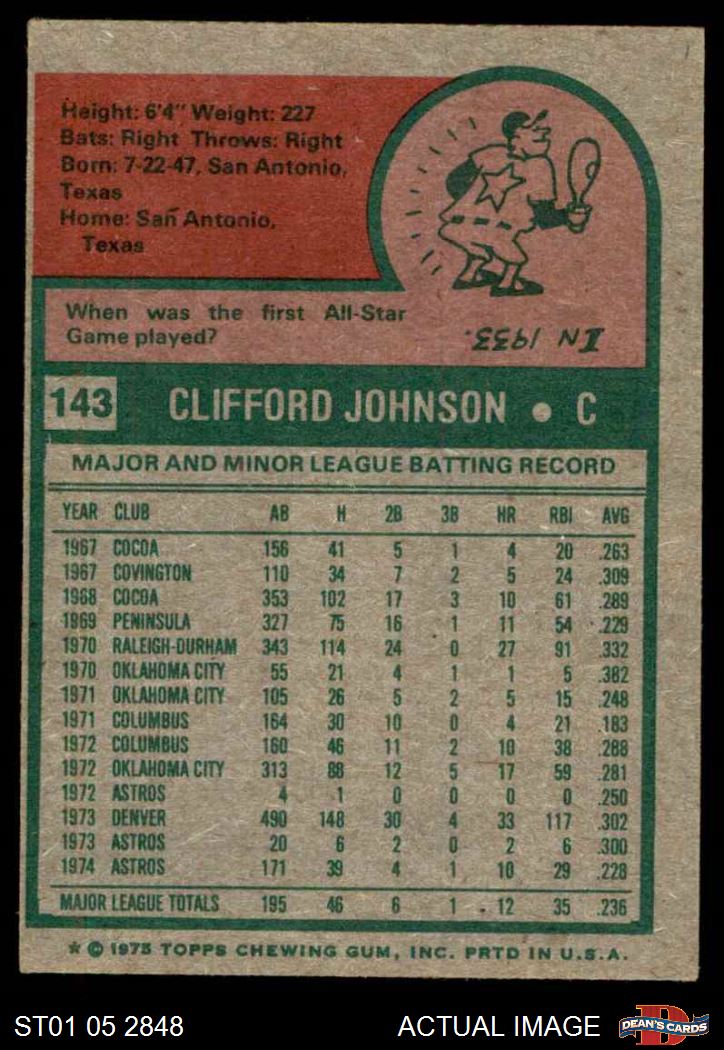 Height: 6'4" Weight: 227
Bats: Right Throws: Right
Born: 7-22-47, San Antonio,
Texas
Home: San Antonio,
Texas
When was the first All-Star
Game played?
IN 1933.
143 CLIFFORD JOHNSON • C
MAJOR AND MINOR LEAGUE BATTING RECORD
YEAR CLUB AB H 2B 3B HR RBI AVG
1967 COCOA 156 41 5 1 4 20 .263
1967 COVINGTON 110 34 7 2 5 24 .309
1968 COCOA 353 102 17 3 10 61 .289
1969 PENINSULA 327 75 16 1 11 54 .229
1970 RALEIGH-DURHAM 343 114 24 0 27 91 .332
1970 OKLAHOMA CITY 55 21 4 1 1 5 .382
1971 OKLAHOMA CITY 105 26 5 2 5 15 .248
1971 COLUMBUS 164 30 10 0 4 21 .183
1972 COLUMBUS 160 46 11 2 10 38 .288
1972 OKLAHOMA CITY 313 88 12 5 17 59 .281
1972 ASTROS 4 1 0 0 0 0 .250
1973 DENVER 490 148 30 4 33 117 .302
1973 ASTROS 20 6 2 0 2 6 .300
1974 ASTROS 171 39 4 1 10 29 .228
MAJOR LEAGUE TOTALS 195 46 6 1 12 35 .236
* © 1975 TOPPS CHEWING GUM, INC. PRTD IN U.S.A.
ST01 05 2848 ACTUAL IMAGE D DEAN'S CARDS